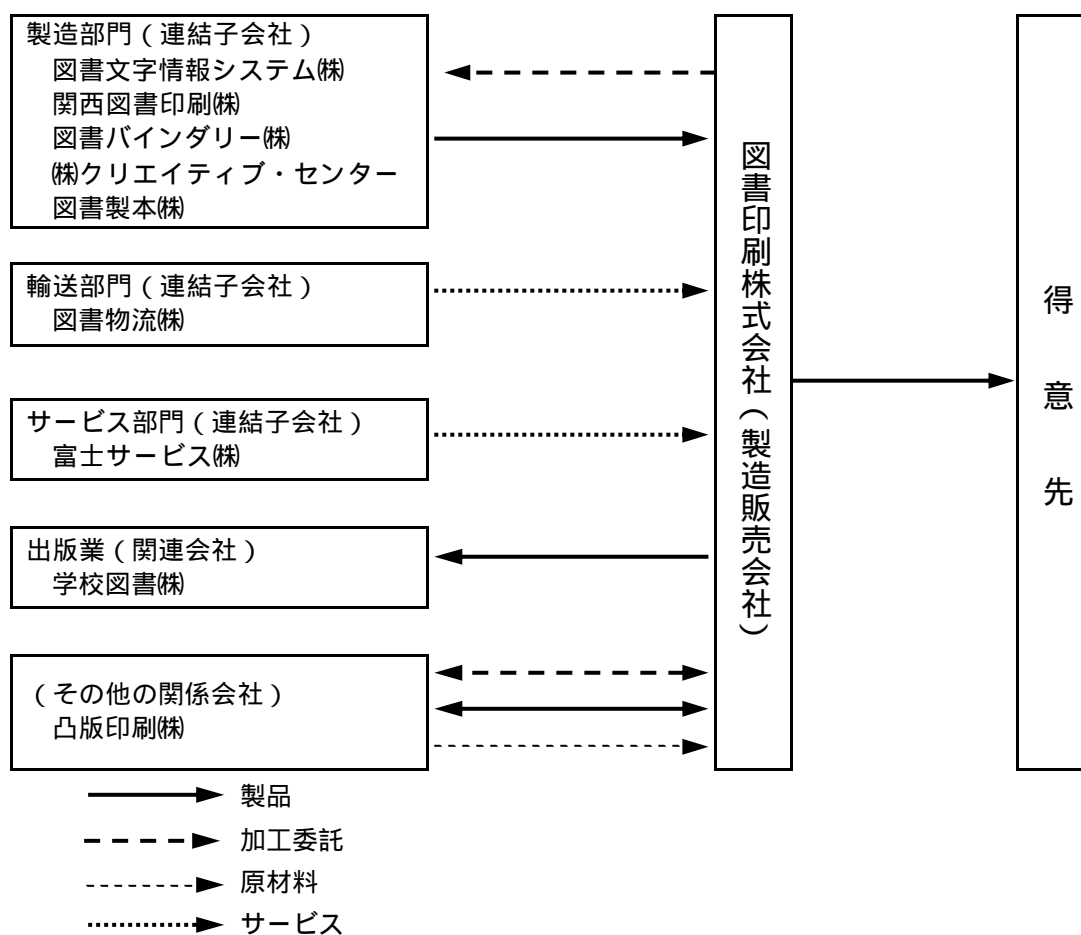 製造部門（連結子会社）
図書文字情報システム㈱
関西図書印刷㈱
図書バインダリー㈱
㈱クリエイティブ・センター
図書製本㈱
輸送部門（連結子会社）
図書物流㈱
サービス部門（連結子会社）
富士サービス㈱
出版業（関連会社）
学校図書㈱
（その他の関係会社）
凸版印刷㈱
図書印刷株式会社（製造販売会社）
得意先
製品
加工委託
原材料
サービス